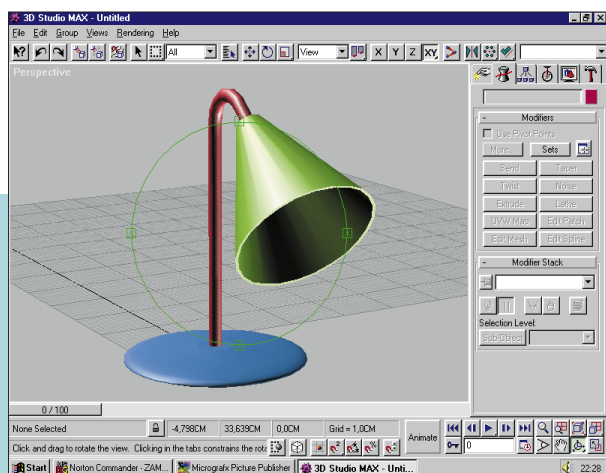 3D Studio MAX - Untitled
File Edit Group Views Rendering Help
All View X Y Z XY
Perspective
Modifiers
Use Pivot Points
More... Sets
Bend Taper
Twist Noise
Extrude Lathe
UVW Map Edit Patch
Edit Mesh Edit Spline
Modifier Stack
Selection Level:
Sub-Object
0 / 100
None Selected -4,798CM 33,639CM 0,0CM Grid = 1,0CM
Animate
0
Click and drag to rotate the view. Clicking in the tabs constrains the
Start Norton Commander - ZAM... Micrografx Picture Publisher 3D Studio MAX - Unti... 22:28